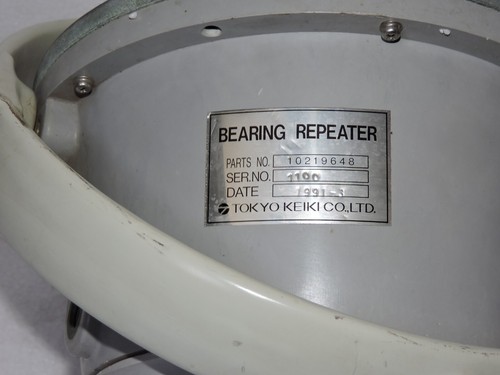 BEARING REPEATER
PARTS NO. 10219648
SER.NO. 1190
DATE 1991-3
TOKYO KEIKI CO.,LTD.